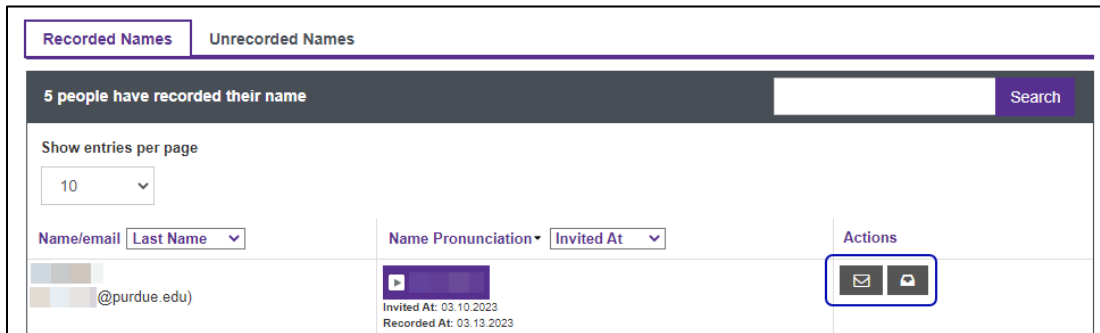 Recorded Names Unrecorded Names
5 people have recorded their name Search
Show entries per page
10
Name/email Last Name Name Pronunciation Invited At Actions
@purdue.edu)
Invited At: 03.10.2023
Recorded At: 03.13.2023